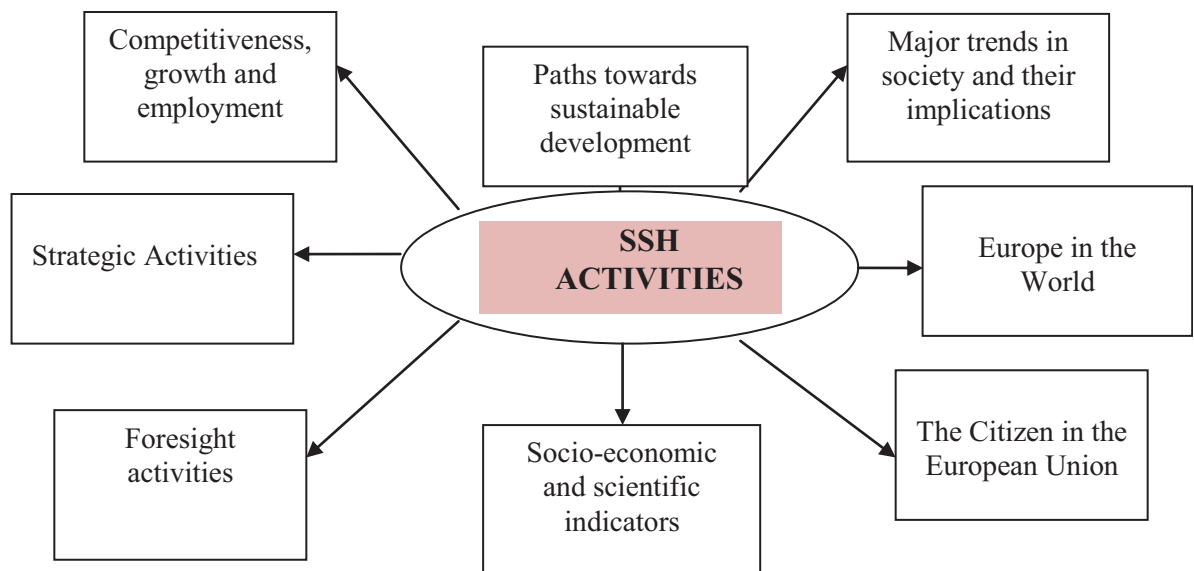 Competitiveness,
growth and
employment
Paths towards
sustainable
development
Major trends in
society and their
implications
Strategic Activities
SSH
ACTIVITIES
Europe in the
World
Foresight
activities
Socio-economic
and scientific
indicators
The Citizen in the
European Union